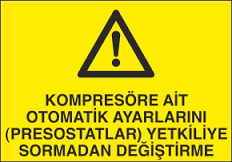 KOMPRESÖRE AİT
OTOMATİK AYARLARINI
(PRESOSTATLAR) YETKİLİYE
SORMADAN DEĞİŞTİRME